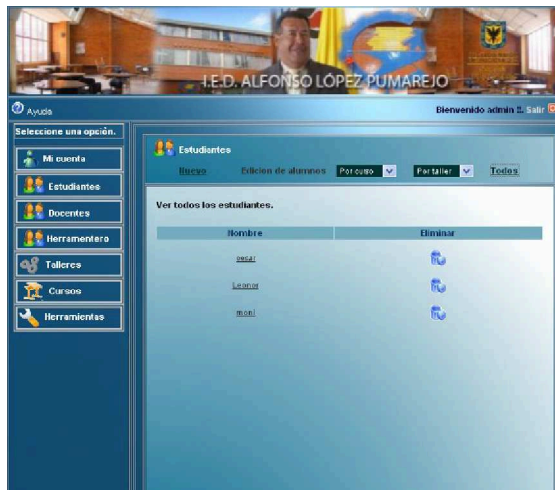 I.E.D. ALFONSO LÓPEZ PUMAREJO
Ayuda
Bienvenido admin !!. Salir
Seleccione una opción.
Mi cuenta
Estudiantes
Docentes
Herramentero
Talleres
Cursos
Herramientas
Estudiantes
Nuevo Edicion de alumnos Por curso Por taller Todos
Ver todos los estudiantes.
Nombre Eliminar
cesar
Leonor
moni